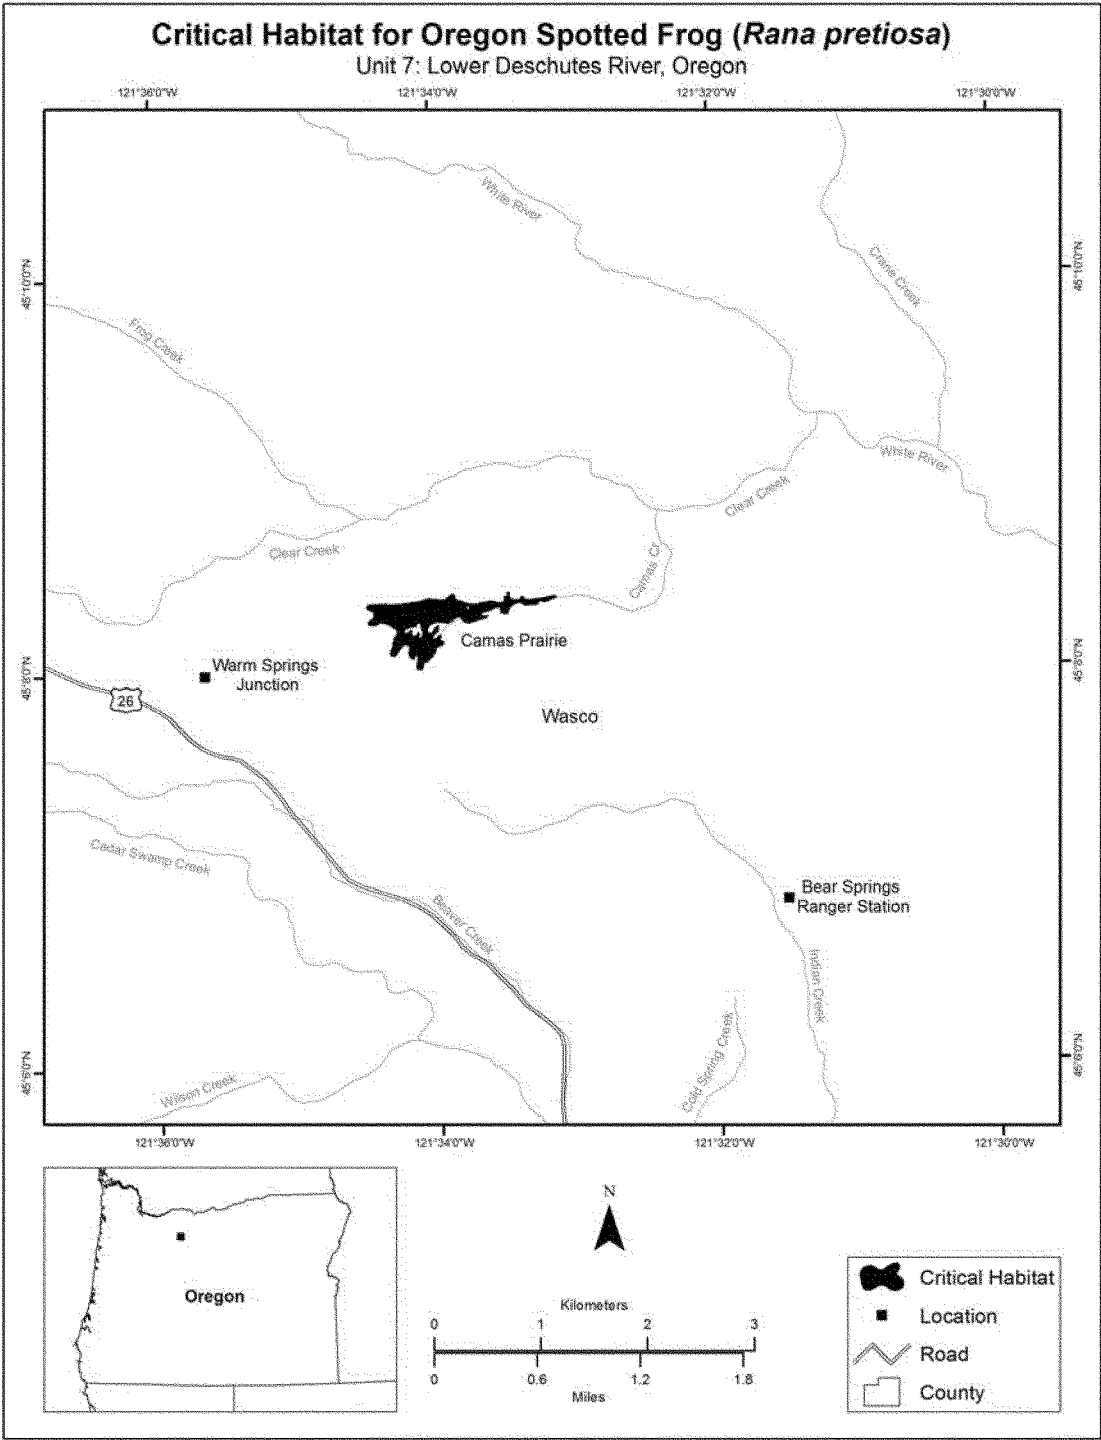 Critical Habitat for Oregon Spotted Frog (Rana pretiosa)
Unit 7: Lower Deschutes River, Oregon
121°36'0"W
121°34'0"W
121°32'0"W
121°30'0"W
White River
Crane Creek
45°10'0"N
45°10'0"N
Frog Creek
White River
Clear Creek
Clear Creek
Camas Cr
Camas Prairie
Warm Springs
Junction
45°8'0"N
45°8'0"N
26
Wasco
Cedar Swamp Creek
Bear Springs
Ranger Station
Beaver Creek
Indian Creek
Cold Spring Creek
45°6'0"N
45°6'0"N
Wilson Creek
121°36'0"W
121°34'0"W
121°32'0"W
121°30'0"W
Oregon
N
Kilometers
0 1 2 3
0 0.6 1.2 1.8
Miles
Critical Habitat
Location
Road
County